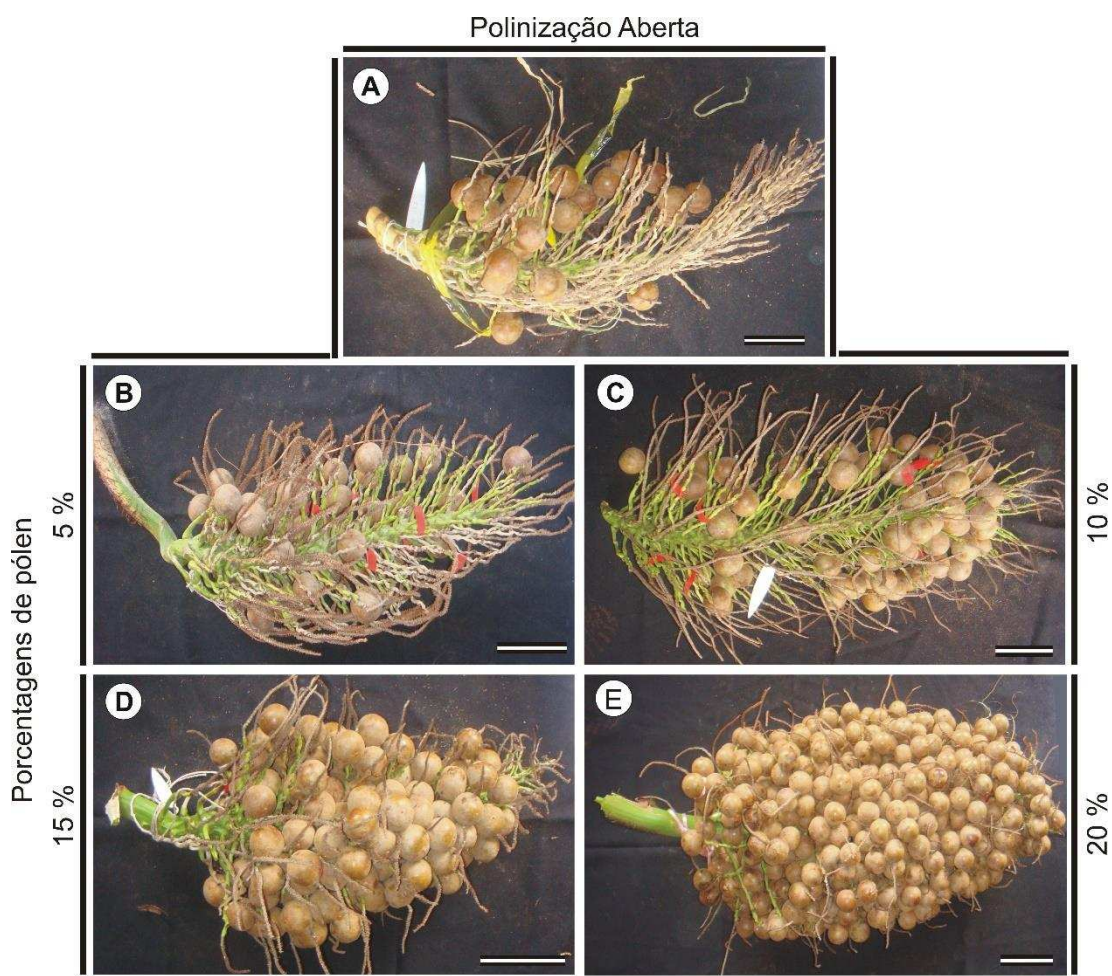 Polinização Aberta
A
B
C
5 %
10 %
D
E
15 %
20 %
Porcentagens de pólen